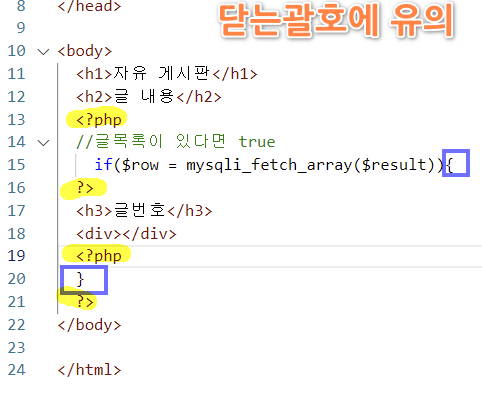 닫는괄호에 유의
8 </head>
9
10 <body>
11 <h1>자유 게시판</h1>
12 <h2>글 내용</h2>
13 <?php
14 //글목록이 있다면 true
15 if($row = mysqli_fetch_array($result)){
16 ?>
17 <h3>글번호</h3>
18 <div></div>
19 <?php
20 }
21 ?>
22 </body>
23
24 </html>